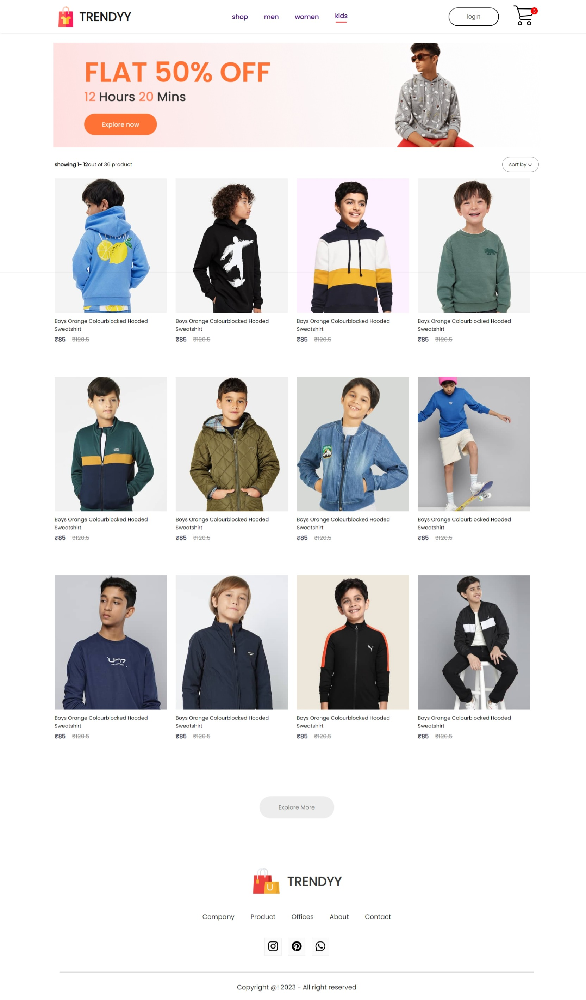 TRENDYY
shop men women kids
login
3
FLAT 50% OFF
12 Hours 20 Mins
Explore now
showing 1- 12out of 36 product
sort by
LEMON
Boys Orange Colourblocked Hooded
Sweatshirt
₹85 ₹120.5
Boys Orange Colourblocked Hooded
Sweatshirt
₹85 ₹120.5
Boys Orange Colourblocked Hooded
Sweatshirt
₹85 ₹120.5
Boys Orange Colourblocked Hooded
Sweatshirt
₹85 ₹120.5
JACK&
JONES
Boys Orange Colourblocked Hooded
Sweatshirt
₹85 ₹120.5
Boys Orange Colourblocked Hooded
Sweatshirt
₹85 ₹120.5
Boys Orange Colourblocked Hooded
Sweatshirt
₹85 ₹120.5
Boys Orange Colourblocked Hooded
Sweatshirt
₹85 ₹120.5
U-17
Boys Orange Colourblocked Hooded
Sweatshirt
₹85 ₹120.5
Boys Orange Colourblocked Hooded
Sweatshirt
₹85 ₹120.5
Boys Orange Colourblocked Hooded
Sweatshirt
₹85 ₹120.5
Boys Orange Colourblocked Hooded
Sweatshirt
₹85 ₹120.5
Explore More
U
TRENDYY
Company Product Offices About Contact
Copyright @! 2023 - All right reserved